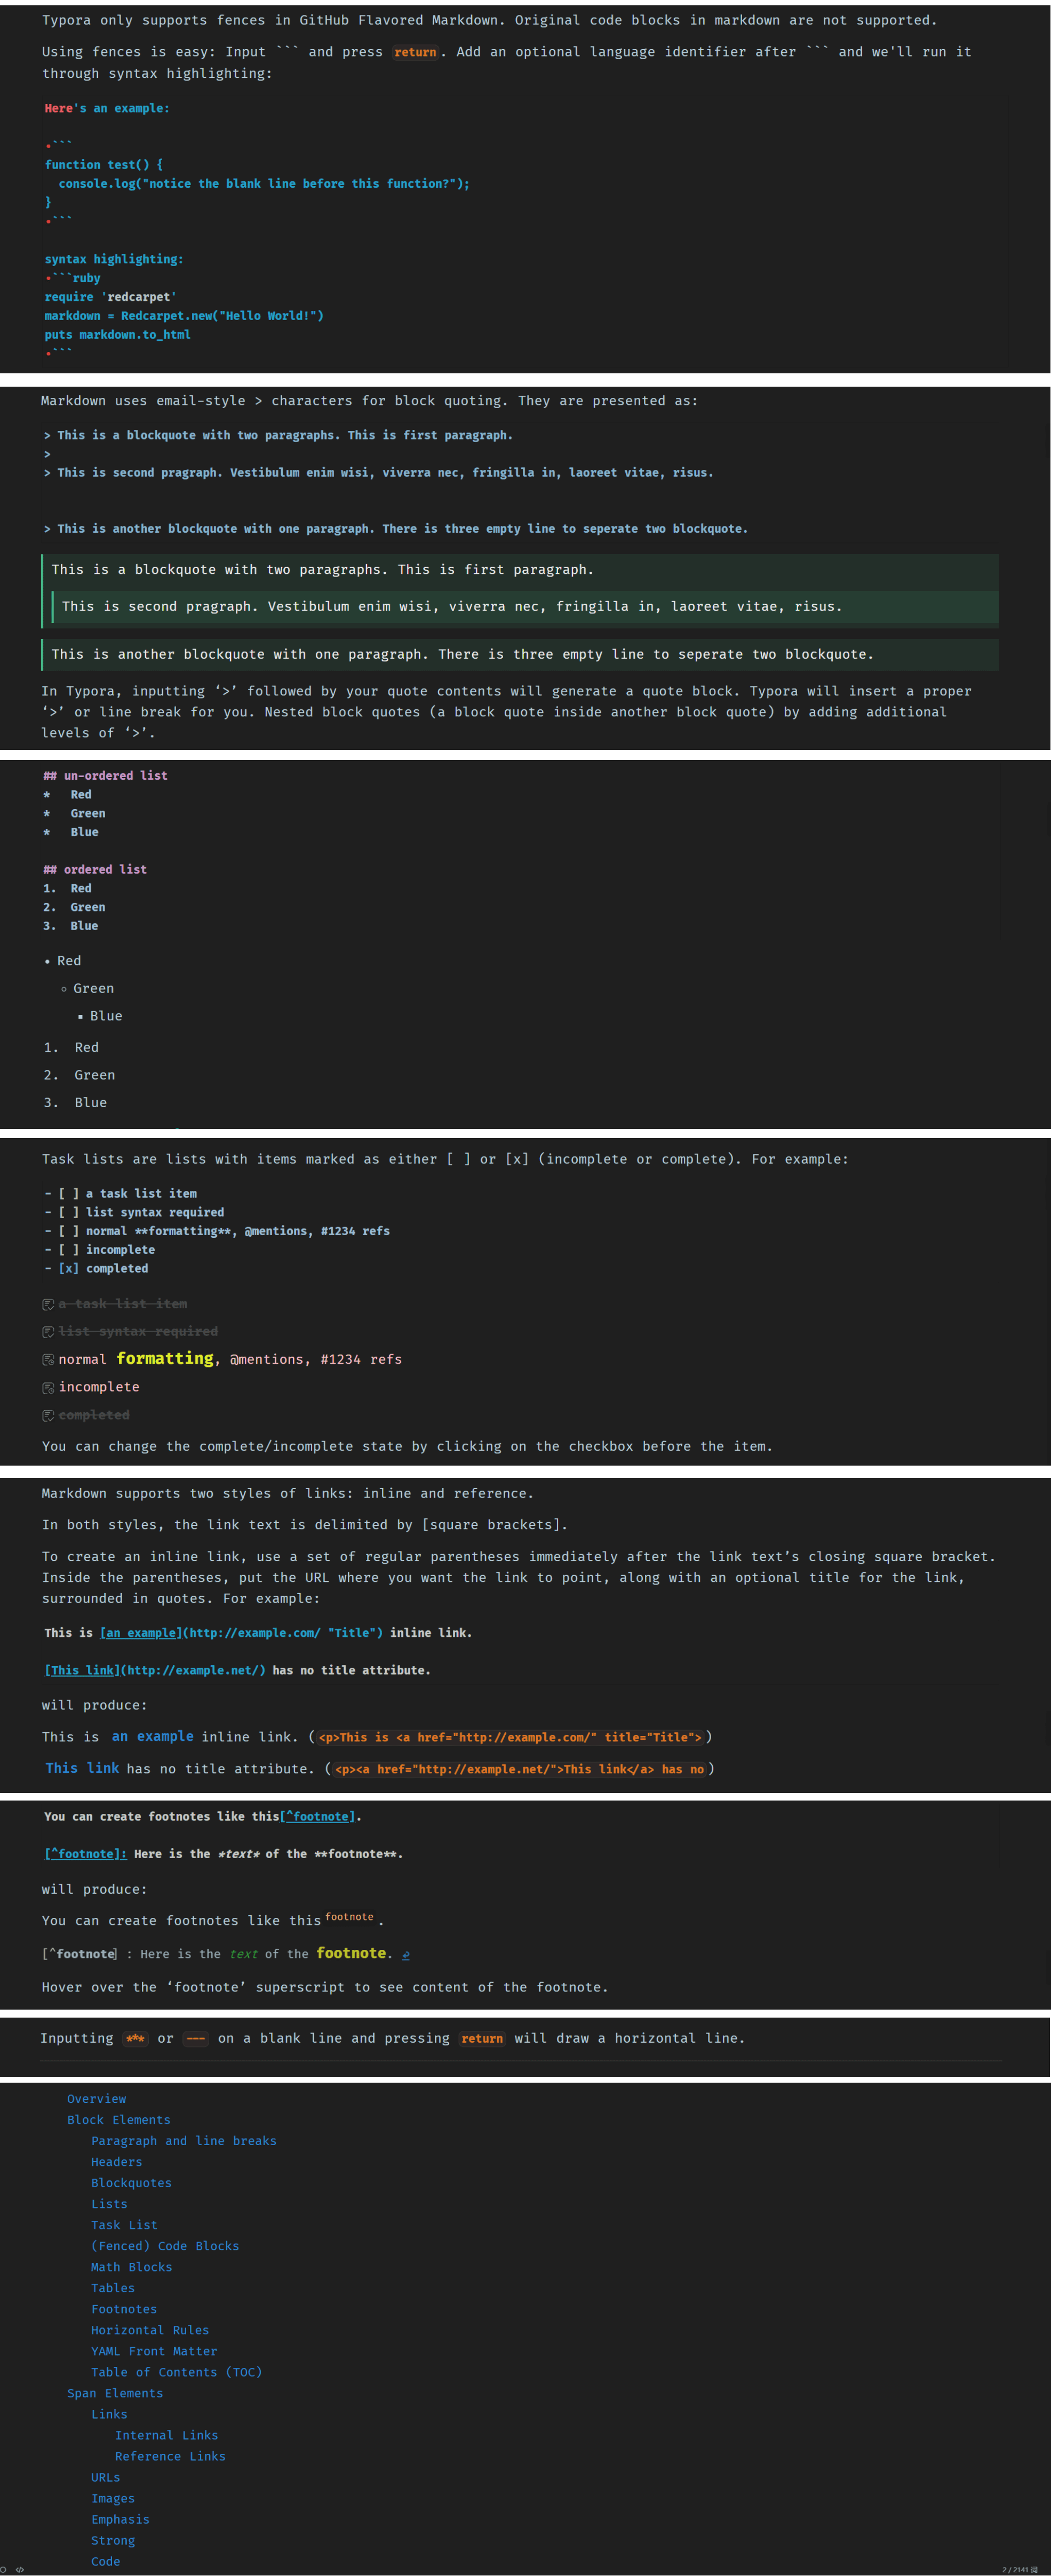 Typora only supports fences in GitHub Flavored Markdown. Original code blocks in markdown are not supported.
Using fences is easy: Input ``` and press return. Add an optional language identifier after ``` and we'll run it
through syntax highlighting:
Here's an example:
```
function test() {
  console.log("notice the blank line before this function?");
}
```
syntax highlighting:
```ruby
require 'redcarpet'
markdown = Redcarpet.new("Hello World!")
puts markdown.to_html
```
Markdown uses email-style > characters for block quoting. They are presented as:
> This is a blockquote with two paragraphs. This is first paragraph.
>
> This is second pragraph. Vestibulum enim wisi, viverra nec, fringilla in, laoreet vitae, risus.
> This is another blockquote with one paragraph. There is three empty line to seperate two blockquote.
This is a blockquote with two paragraphs. This is first paragraph.
This is second pragraph. Vestibulum enim wisi, viverra nec, fringilla in, laoreet vitae, risus.
This is another blockquote with one paragraph. There is three empty line to seperate two blockquote.
In Typora, inputting ‘>’ followed by your quote contents will generate a quote block. Typora will insert a proper
‘>’ or line break for you. Nested block quotes (a block quote inside another block quote) by adding additional
levels of ‘>’.
## un-ordered list
*   Red
*   Green
*   Blue
## ordered list
1.  Red
2.  Green
3.  Blue
• Red
◦ Green
▪ Blue
1. Red
2. Green
3. Blue
Task lists are lists with items marked as either [ ] or [x] (incomplete or complete). For example:
- [ ] a task list item
- [ ] list syntax required
- [ ] normal **formatting**, @mentions, #1234 refs
- [ ] incomplete
- [x] completed
a task list item
list syntax required
normal formatting, @mentions, #1234 refs
incomplete
completed
You can change the complete/incomplete state by clicking on the checkbox before the item.
Markdown supports two styles of links: inline and reference.
In both styles, the link text is delimited by [square brackets].
To create an inline link, use a set of regular parentheses immediately after the link text’s closing square bracket.
Inside the parentheses, put the URL where you want the link to point, along with an optional title for the link,
surrounded in quotes. For example:
This is [an example](http://example.com/ "Title") inline link.
[This link](http://example.net/) has no title attribute.
will produce:
This is an example inline link. (<p>This is <a href="http://example.com/" title="Title">)
This link has no title attribute. (<p><a href="http://example.net/">This link</a> has no)
You can create footnotes like this[^footnote].
[^footnote]: Here is the *text* of the **footnote**.
will produce:
You can create footnotes like this footnote .
[^footnote] : Here is the text of the footnote. ↩
Hover over the ‘footnote’ superscript to see content of the footnote.
Inputting *** or --- on a blank line and pressing return will draw a horizontal line.
Overview
Block Elements
Paragraph and line breaks
Headers
Blockquotes
Lists
Task List
(Fenced) Code Blocks
Math Blocks
Tables
Footnotes
Horizontal Rules
YAML Front Matter
Table of Contents (TOC)
Span Elements
Links
Internal Links
Reference Links
URLs
Images
Emphasis
Strong
Code
</> 2 / 2141 词